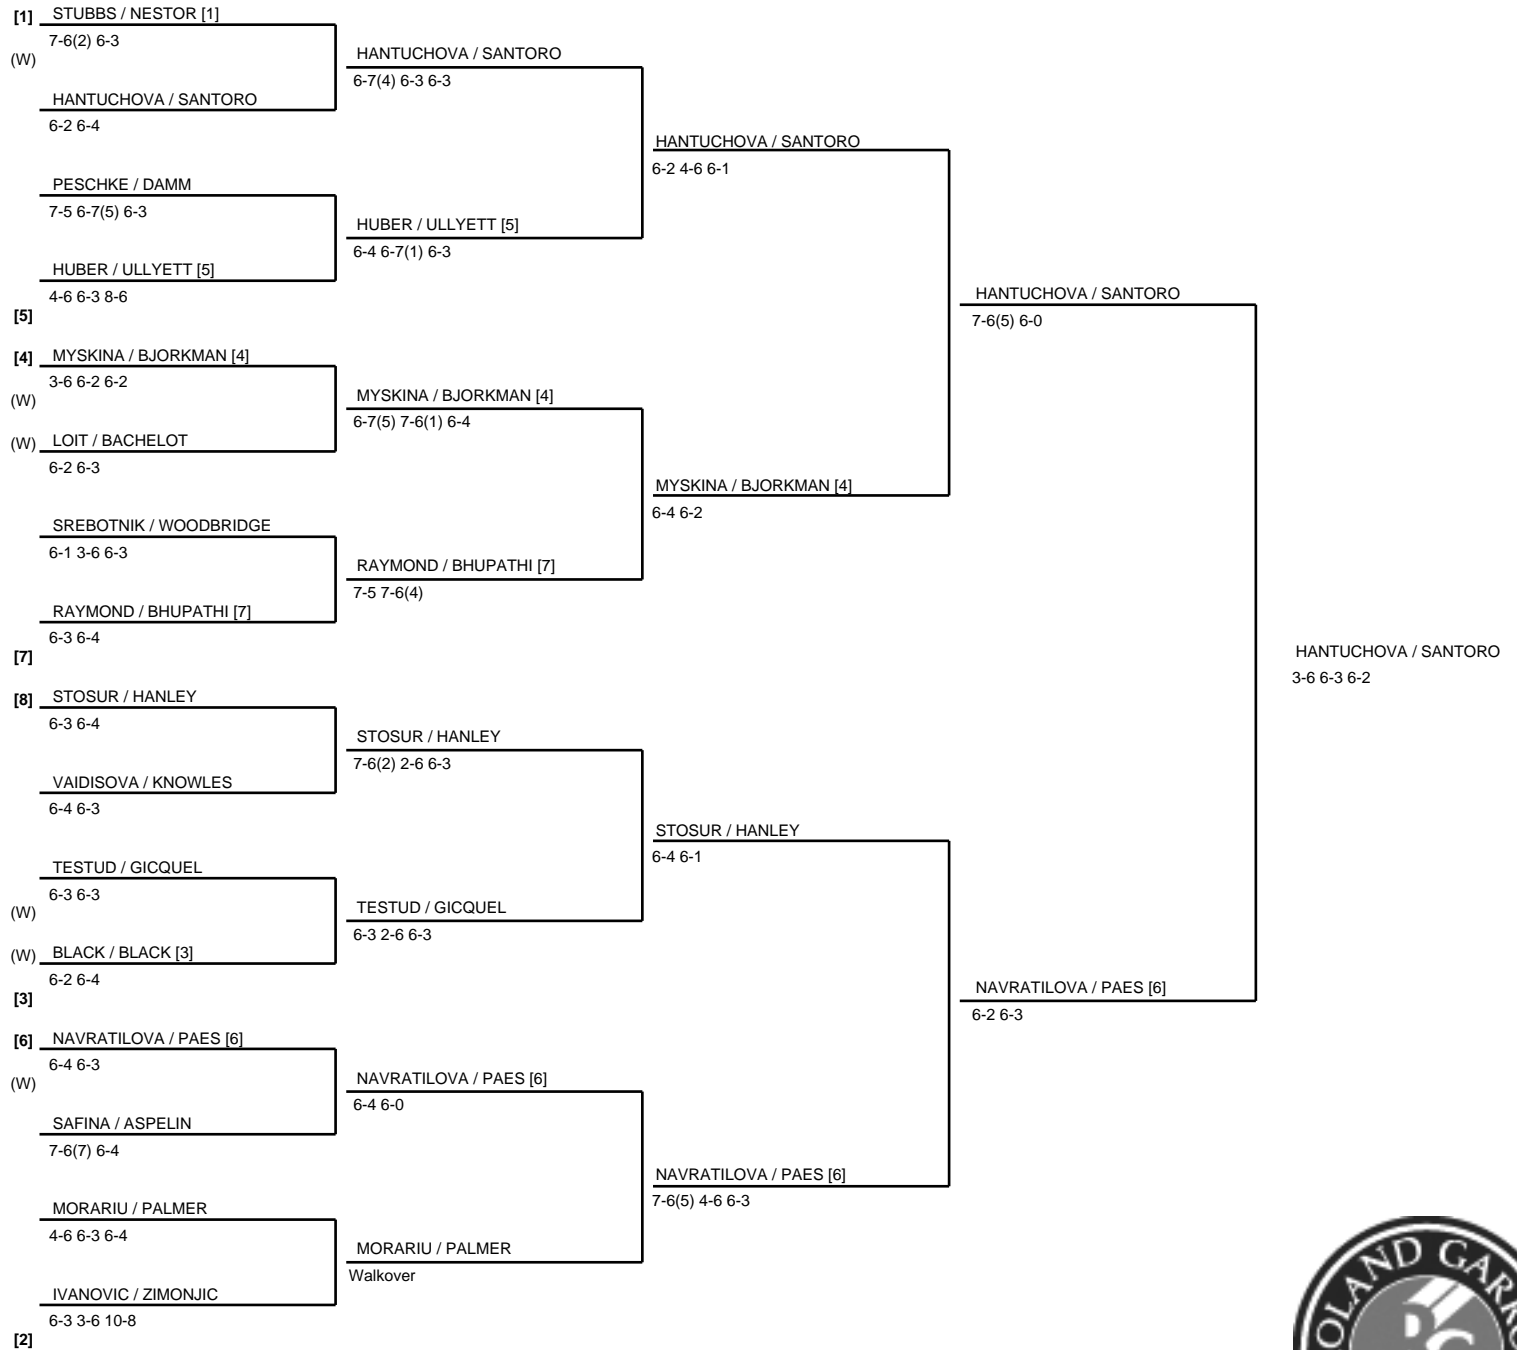 [1] STUBBS / NESTOR [1]
7-6(2) 6-3
(W)
HANTUCHOVA / SANTORO
6-7(4) 6-3 6-3
HANTUCHOVA / SANTORO
6-2 6-4
HANTUCHOVA / SANTORO
6-2 4-6 6-1
PESCHKE / DAMM
7-5 6-7(5) 6-3
HUBER / ULLYETT [5]
6-4 6-7(1) 6-3
HUBER / ULLYETT [5]
4-6 6-3 8-6
[5]
HANTUCHOVA / SANTORO
7-6(5) 6-0
[4] MYSKINA / BJORKMAN [4]
3-6 6-2 6-2
(W)
MYSKINA / BJORKMAN [4]
6-7(5) 7-6(1) 6-4
(W) LOIT / BACHELOT
6-2 6-3
MYSKINA / BJORKMAN [4]
6-4 6-2
SREBOTNIK / WOODBRIDGE
6-1 3-6 6-3
RAYMOND / BHUPATHI [7]
7-5 7-6(4)
RAYMOND / BHUPATHI [7]
6-3 6-4
[7]
HANTUCHOVA / SANTORO
3-6 6-3 6-2
[8] STOSUR / HANLEY
6-3 6-4
STOSUR / HANLEY
7-6(2) 2-6 6-3
VAIDISOVA / KNOWLES
6-4 6-3
STOSUR / HANLEY
6-4 6-1
TESTUD / GICQUEL
6-3 6-3
(W)
TESTUD / GICQUEL
6-3 2-6 6-3
(W) BLACK / BLACK [3]
6-2 6-4
[3]
NAVRATILOVA / PAES [6]
6-2 6-3
[6] NAVRATILOVA / PAES [6]
6-4 6-3
(W)
NAVRATILOVA / PAES [6]
6-4 6-0
SAFINA / ASPELIN
7-6(7) 6-4
NAVRATILOVA / PAES [6]
7-6(5) 4-6 6-3
MORARIU / PALMER
4-6 6-3 6-4
MORARIU / PALMER
Walkover
IVANOVIC / ZIMONJIC
6-3 3-6 10-8
[2]
OLAND GARR